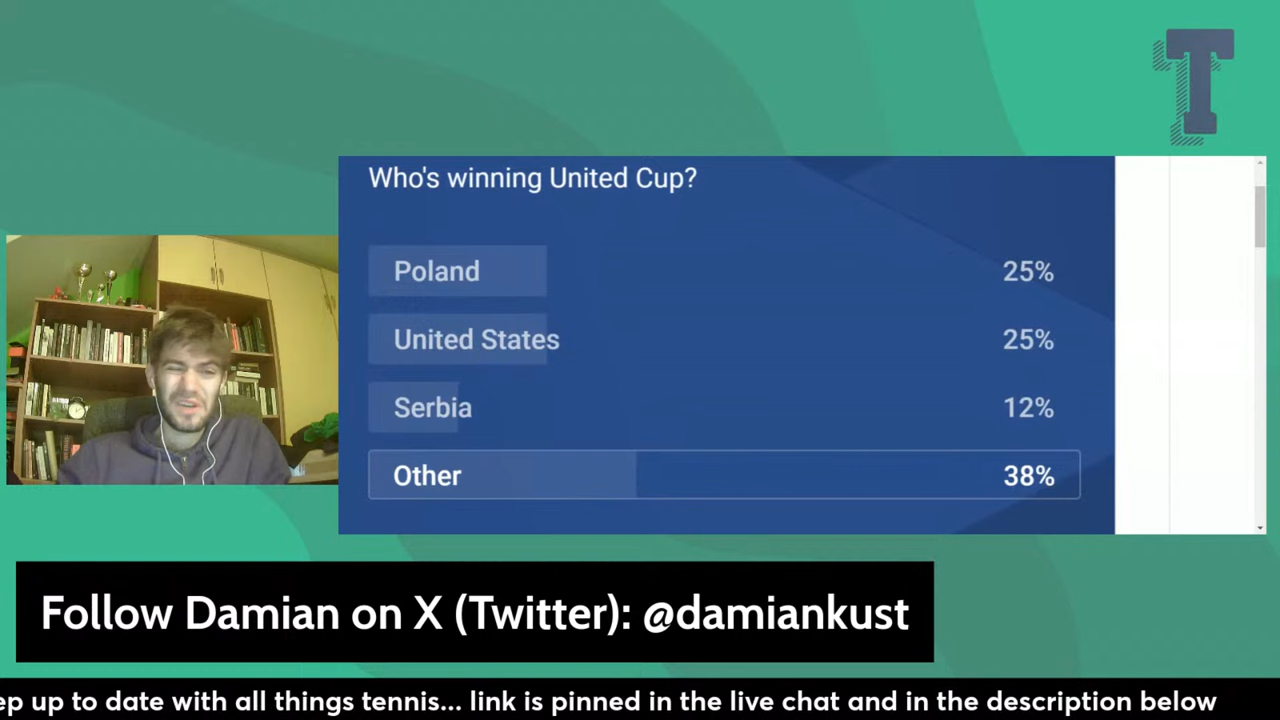 T
Who's winning United Cup?
Poland 25%
United States 25%
Serbia 12%
Other 38%
Follow Damian on X (Twitter): @damiankust
ep up to date with all things tennis... link is pinned in the live chat and in the description below